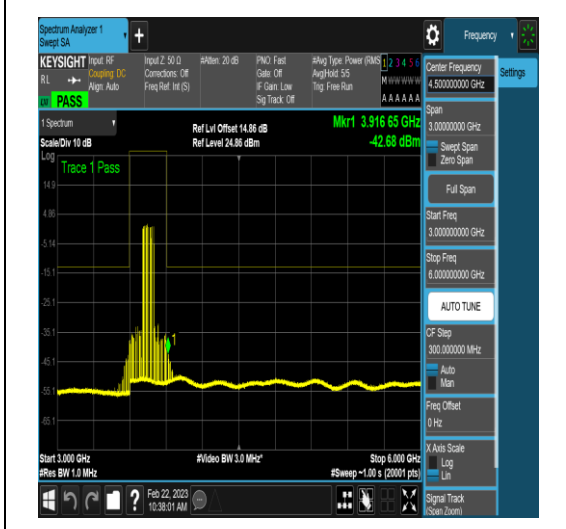 Spectrum Analyzer 1
Swept SA
+
Frequency
KEYSIGHT
RL
Input: RF
Coupling: DC
Align: Auto
Input Z: 50 Ω
Corrections: Off
Freq Ref: Int (S)
#Atten: 20 dB
PNO: Fast
Gate: Off
IF Gain: Low
Sig Track: Off
#Avg Type: Power (RMS
Avg|Hold: 5/5
Trig: Free Run
1 2 3 4 5 6
M W W W W W
A A A A A A
PASS
1 Spectrum
Scale/Div 10 dB
Ref Lvl Offset 14.86 dB
Ref Level 24.86 dBm
Mkr1 3.916 65 GHz
-42.68 dBm
Log
Trace 1 Pass
14.9
4.86
-5.14
-15.1
-25.1
-35.1
-45.1
-55.1
-65.1
1
Start 3.000 GHz
#Res BW 1.0 MHz
#Video BW 3.0 MHz*
Stop 6.000 GHz
#Sweep ~1.00 s (20001 pts)
?
Feb 22, 2023
10:38:01 AM
Center Frequency
4.500000000 GHz
Settings
Span
3.00000000 GHz
Swept Span
Zero Span
Full Span
Start Freq
3.000000000 GHz
Stop Freq
6.000000000 GHz
AUTO TUNE
CF Step
300.000000 MHz
Auto
Man
Freq Offset
0 Hz
X Axis Scale
Log
Lin
Signal Track
(Span Zoom)